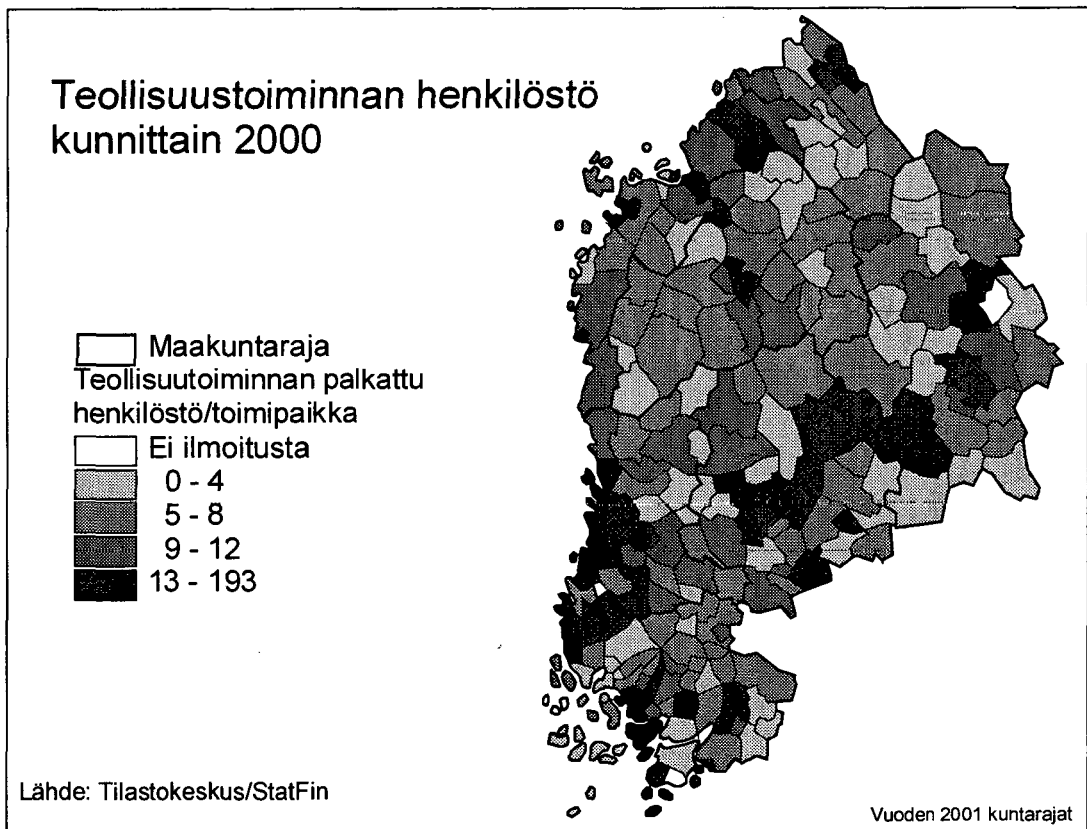 Teollisuustoiminnan henkilöstö
kunnittain 2000
Maakuntaraja
Teollisuutoiminnan palkattu
henkilöstö/toimipaikka
Ei ilmoitusta
0 - 4
5 - 8
9 - 12
13 - 193
Lähde: Tilastokeskus/StatFin
Vuoden 2001 kuntarajat